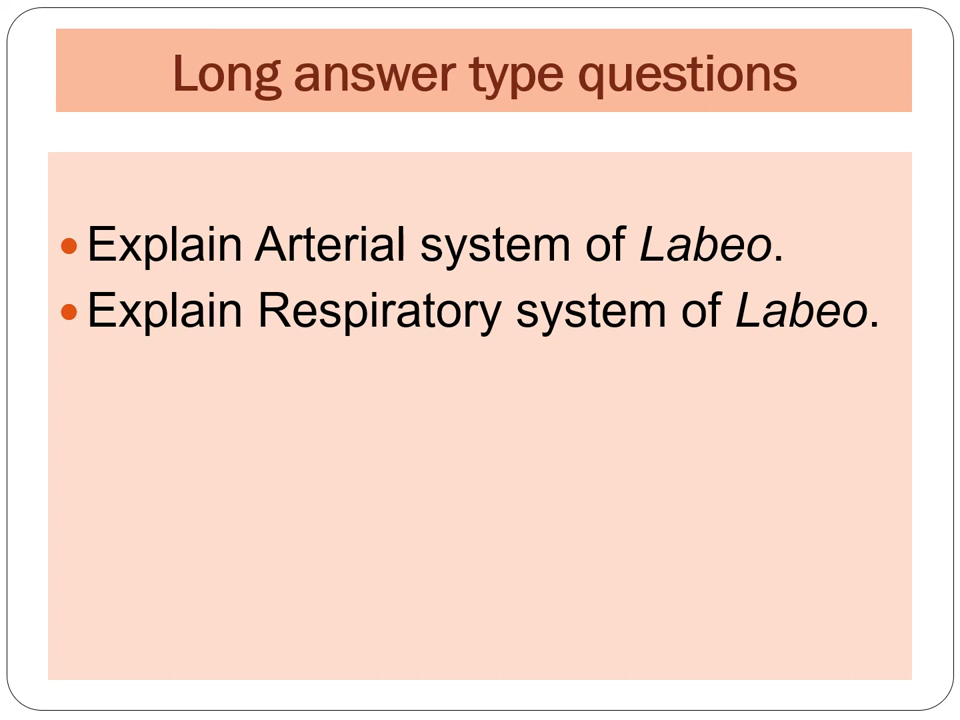 Long answer type questions
• Explain Arterial system of Labeo.
• Explain Respiratory system of Labeo.